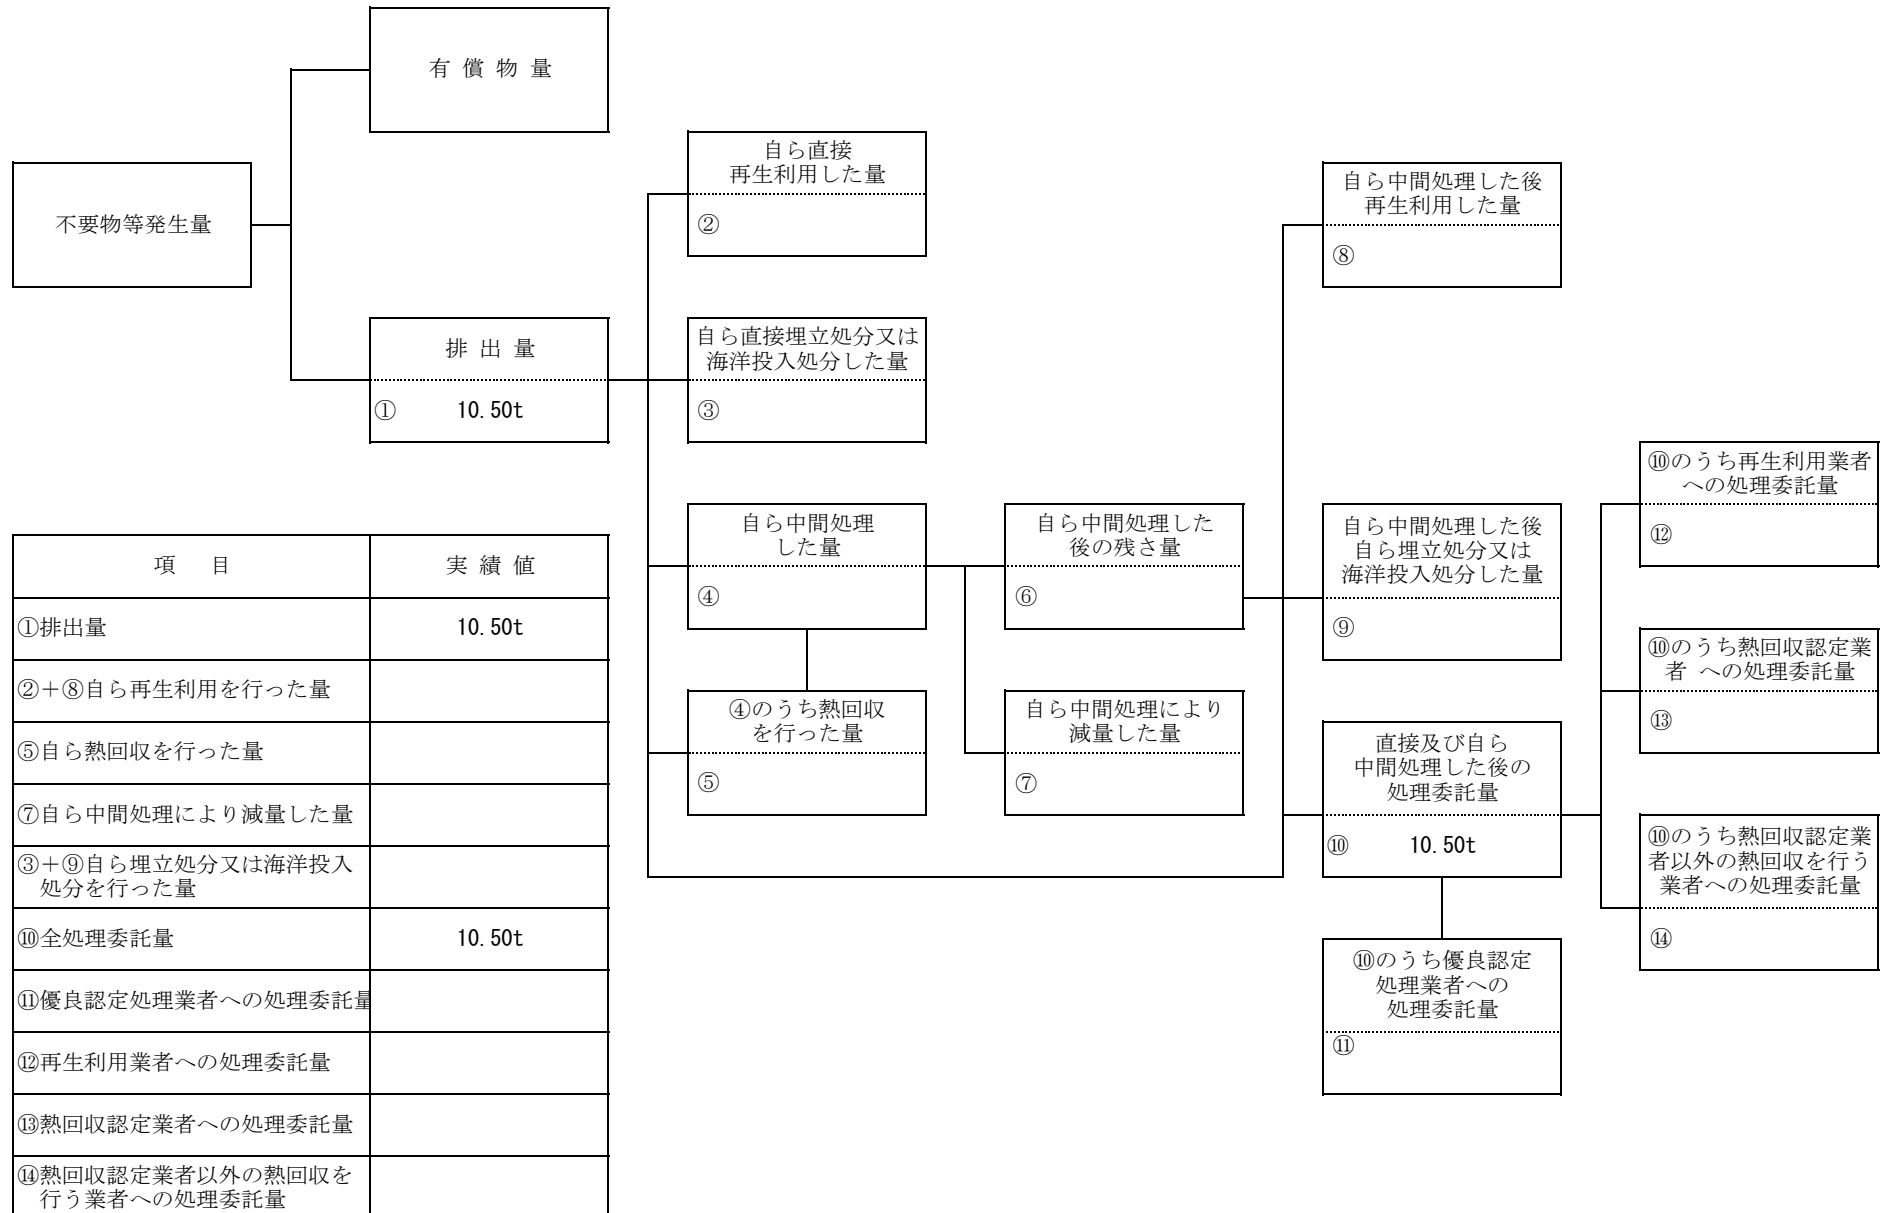 有 償 物 量
不要物等発生量
排 出 量
① 10.50t
自ら直接
再生利用した量
②
自ら直接埋立処分又は
海洋投入処分した量
③
自ら中間処理
した量
④
④のうち熱回収
を行った量
⑤
自ら中間処理した
後の残さ量
⑥
自ら中間処理により
減量した量
⑦
自ら中間処理した後
再生利用した量
⑧
自ら中間処理した後
自ら埋立処分又は
海洋投入処分した量
⑨
直接及び自ら
中間処理した後の
処理委託量
⑩ 10.50t
⑩のうち優良認定
処理業者への
処理委託量
⑪
⑩のうち再生利用業者
への処理委託量
⑫
⑩のうち熱回収認定業
者 への処理委託量
⑬
⑩のうち熱回収認定業
者以外の熱回収を行う
業者への処理委託量
⑭
項 目 実 績 値
①排出量 10.50t
②+⑧自ら再生利用を行った量
⑤自ら熱回収を行った量
⑦自ら中間処理により減量した量
③+⑨自ら埋立処分又は海洋投入
処分を行った量
⑩全処理委託量 10.50t
⑪優良認定処理業者への処理委託量
⑫再生利用業者への処理委託量
⑬熱回収認定業者への処理委託量
⑭熱回収認定業者以外の熱回収を
行う業者への処理委託量